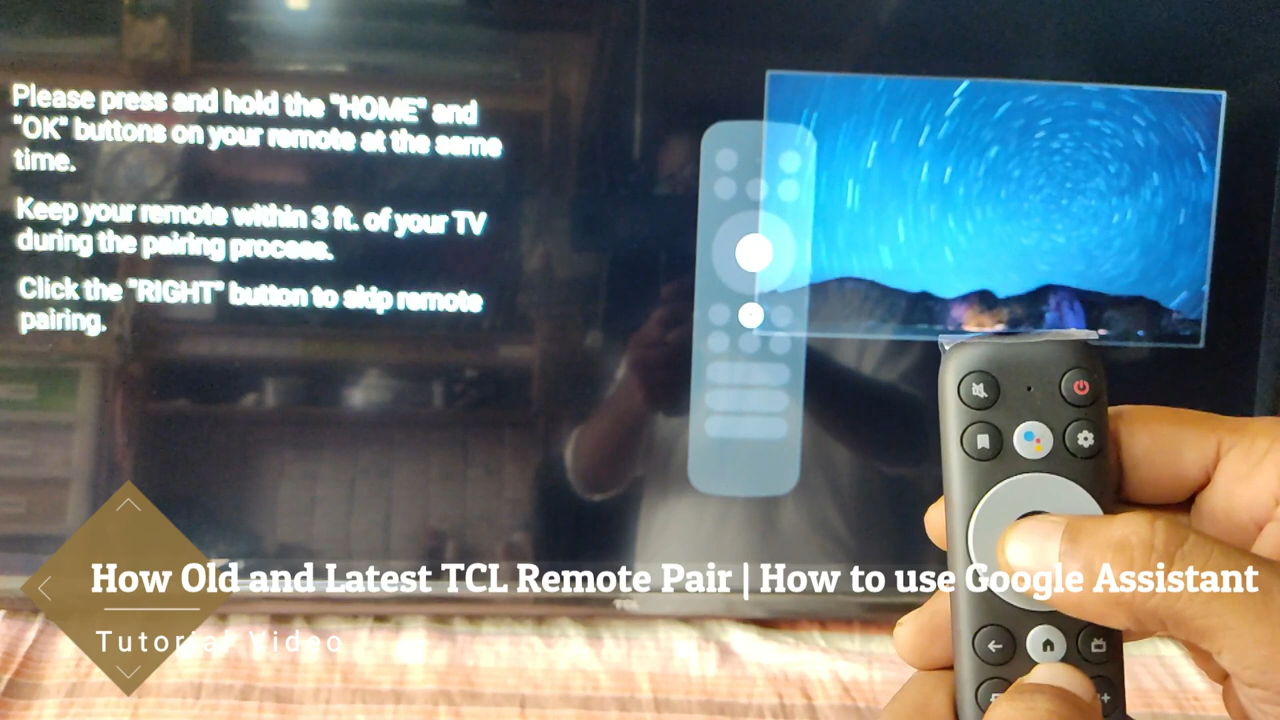 Please press and hold the "HOME" and
"OK" buttons on your remote at the same
time.
Keep your remote within 3 ft. of your TV
during the pairing process.
Click the "RIGHT" button to skip remote
pairing.
How Old and Latest TCL Remote Pair | How to use Google Assistant
Tutorial Video